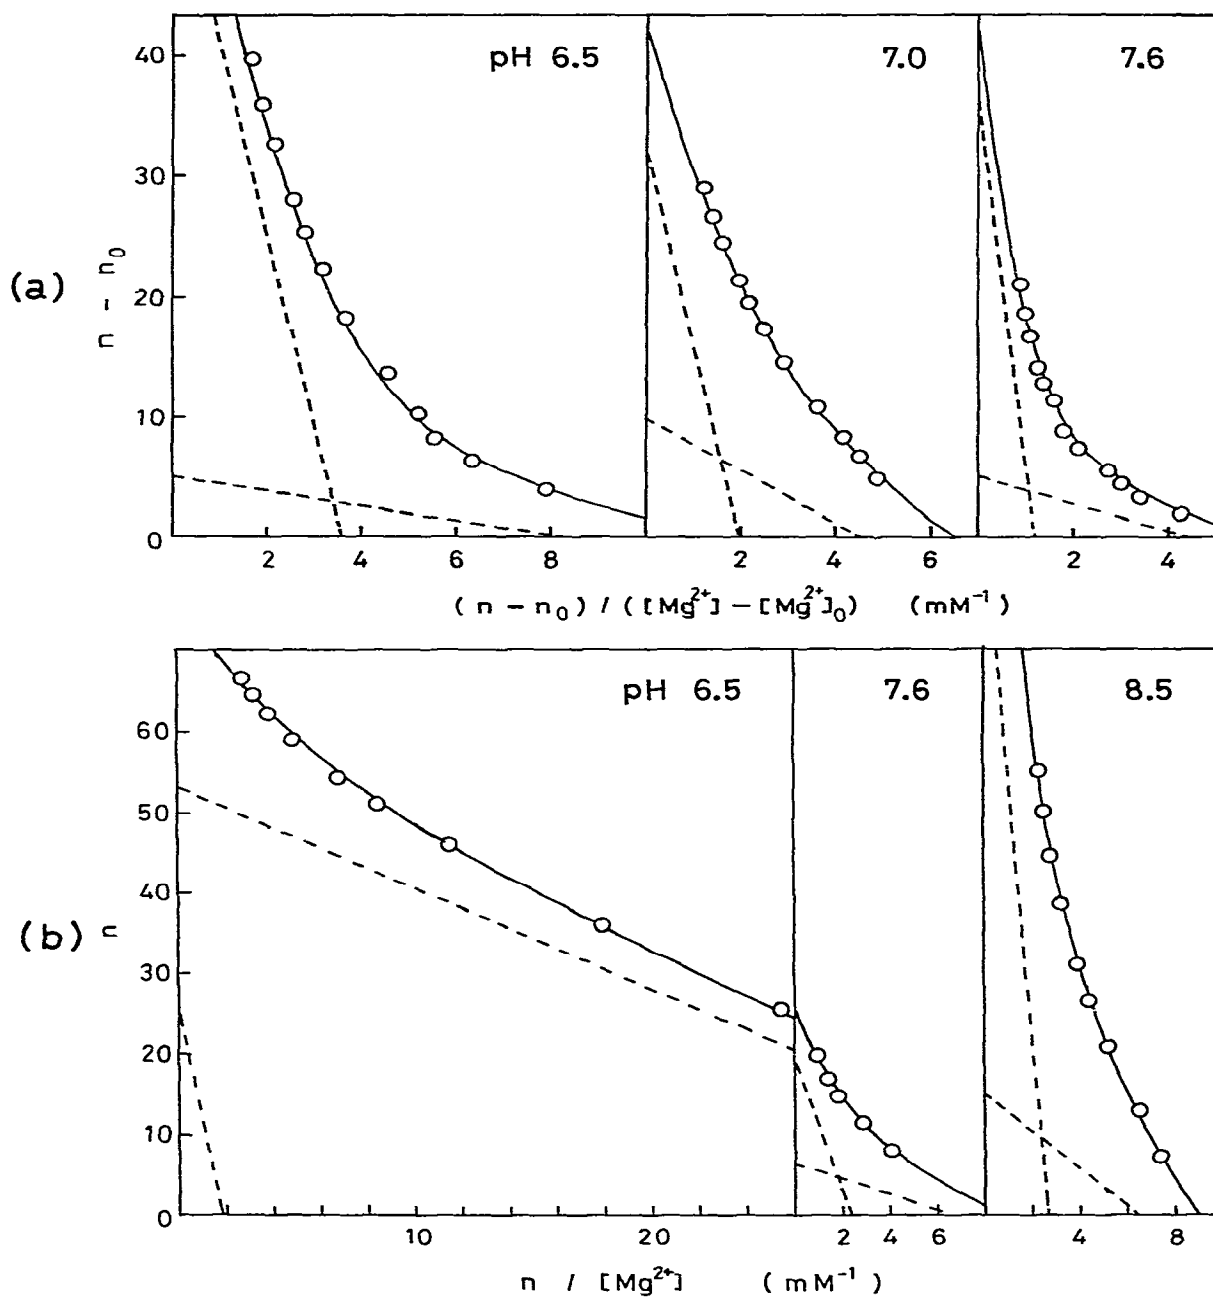 pH 6.5 7.0 7.6
40
30
20
10
0
(a)
n - n₀
2 4 6 8 2 4 6 2 4
( n - n₀ ) / ( [Mg²⁺] - [Mg²⁺]₀ ) (mM⁻¹)
pH 6.5 7.6 8.5
60
50
40
30
20
10
0
(b)
n
10 20 2 4 6 4 8
n / [Mg²⁺] (mM⁻¹)